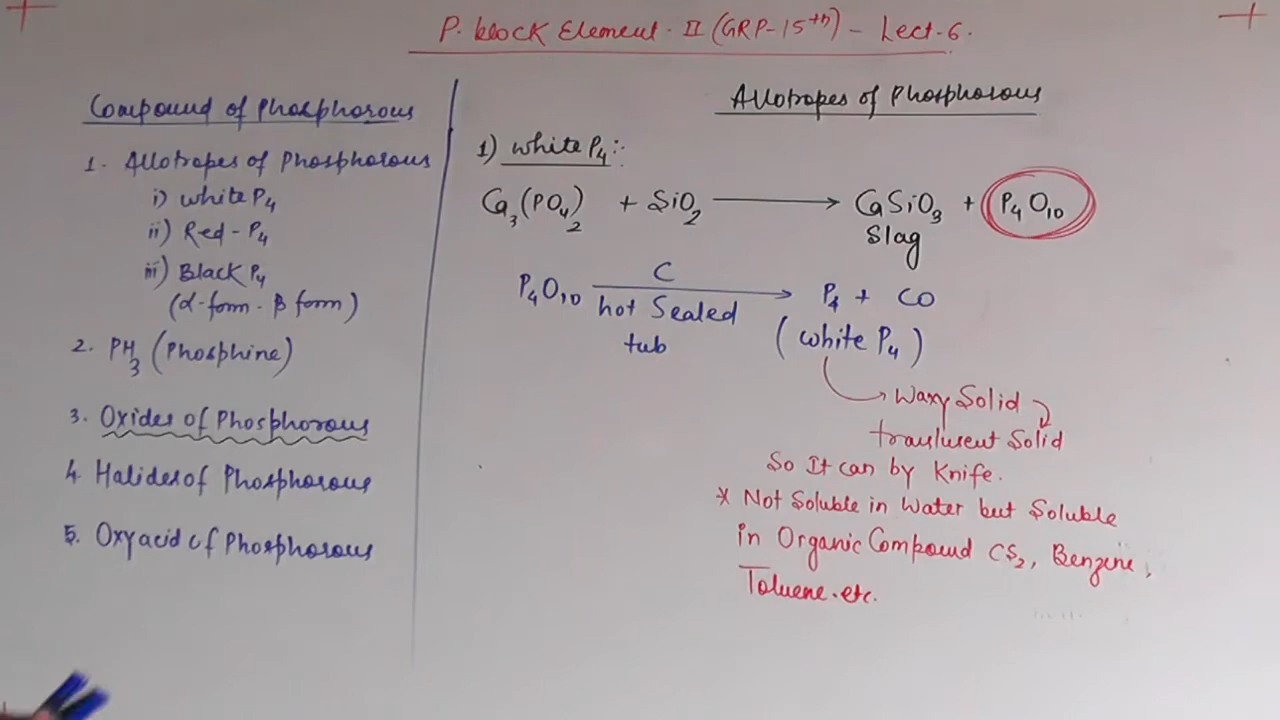 P-block Element - II (GRP-15th) - Lect-6.
Compound of Phosphorous
1. Allotropes of Phosphorous
i) white P4
ii) Red - P4
iii) Black P4
(α-form - β form)
2. PH3 (Phosphine)
3. Oxides of Phosphorous
4. Halides of Phosphorous
5. Oxyacid of Phosphorous
Allotropes of Phosphorous
1) white P4 :-
Ca3(PO4)2 + SiO2 ⟶ CaSiO3 + P4O10
Slag
P4O10 ⟶ P4 + CO
C
hot Sealed
tub
(white P4)
→ Waxy Solid
translusent Solid
So It can by Knife.
* Not Soluble in Water but Soluble
in Organic Compound CS2, Benzene,
Toluene.etc.